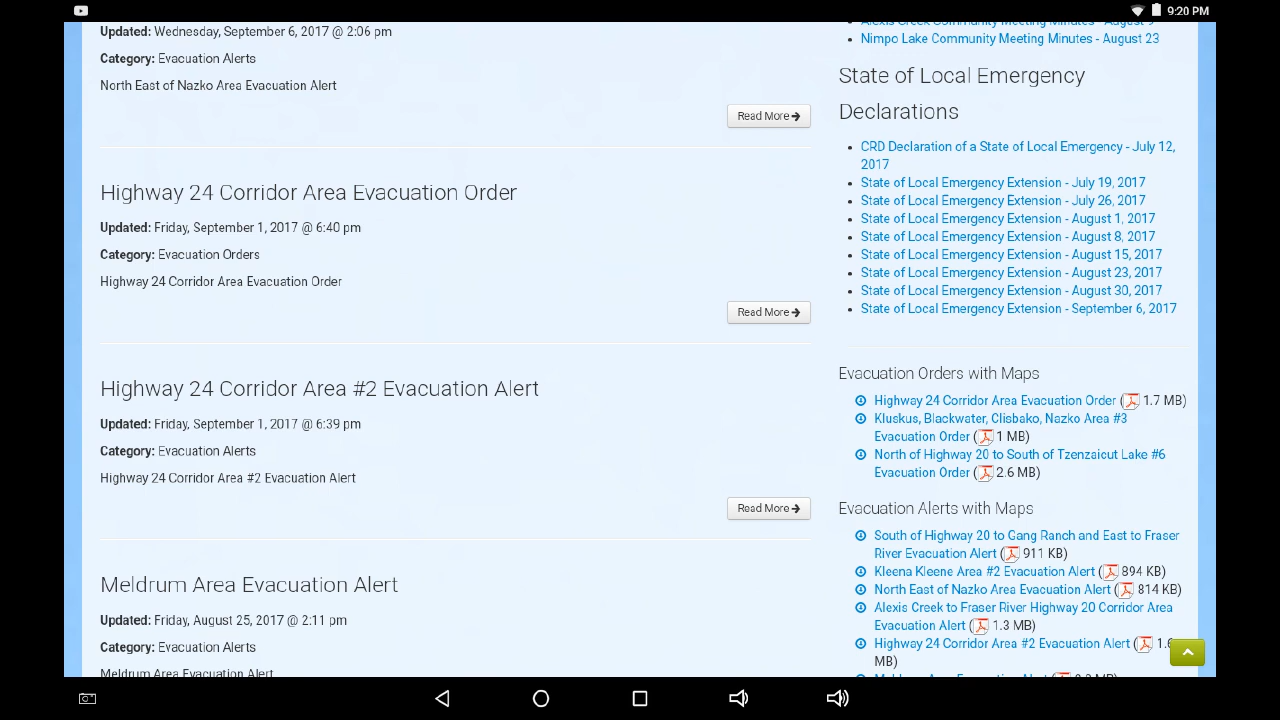 9:20 PM
Updated: Wednesday, September 6, 2017 @ 2:06 pm
Category: Evacuation Alerts
North East of Nazko Area Evacuation Alert
Read More
Highway 24 Corridor Area Evacuation Order
Updated: Friday, September 1, 2017 @ 6:40 pm
Category: Evacuation Orders
Highway 24 Corridor Area Evacuation Order
Read More
Highway 24 Corridor Area #2 Evacuation Alert
Updated: Friday, September 1, 2017 @ 6:39 pm
Category: Evacuation Alerts
Highway 24 Corridor Area #2 Evacuation Alert
Read More
Meldrum Area Evacuation Alert
Updated: Friday, August 25, 2017 @ 2:11 pm
Category: Evacuation Alerts
Meldrum Area Evacuation Alert
Alexis Creek Community Meeting Minutes - August 9
Nimpo Lake Community Meeting Minutes - August 23
State of Local Emergency
Declarations
CRD Declaration of a State of Local Emergency - July 12,
2017
State of Local Emergency Extension - July 19, 2017
State of Local Emergency Extension - July 26, 2017
State of Local Emergency Extension - August 1, 2017
State of Local Emergency Extension - August 8, 2017
State of Local Emergency Extension - August 15, 2017
State of Local Emergency Extension - August 23, 2017
State of Local Emergency Extension - August 30, 2017
State of Local Emergency Extension - September 6, 2017
Evacuation Orders with Maps
Highway 24 Corridor Area Evacuation Order ( 1.7 MB)
Kluskus, Blackwater, Clisbako, Nazko Area #3
Evacuation Order ( 1 MB)
North of Highway 20 to South of Tzenzaicut Lake #6
Evacuation Order ( 2.6 MB)
Evacuation Alerts with Maps
South of Highway 20 to Gang Ranch and East to Fraser
River Evacuation Alert ( 911 KB)
Kleena Kleene Area #2 Evacuation Alert ( 894 KB)
North East of Nazko Area Evacuation Alert ( 814 KB)
Alexis Creek to Fraser River Highway 20 Corridor Area
Evacuation Alert ( 1.3 MB)
Highway 24 Corridor Area #2 Evacuation Alert ( 1.6
MB)
Meldrum Area Evacuation Alert